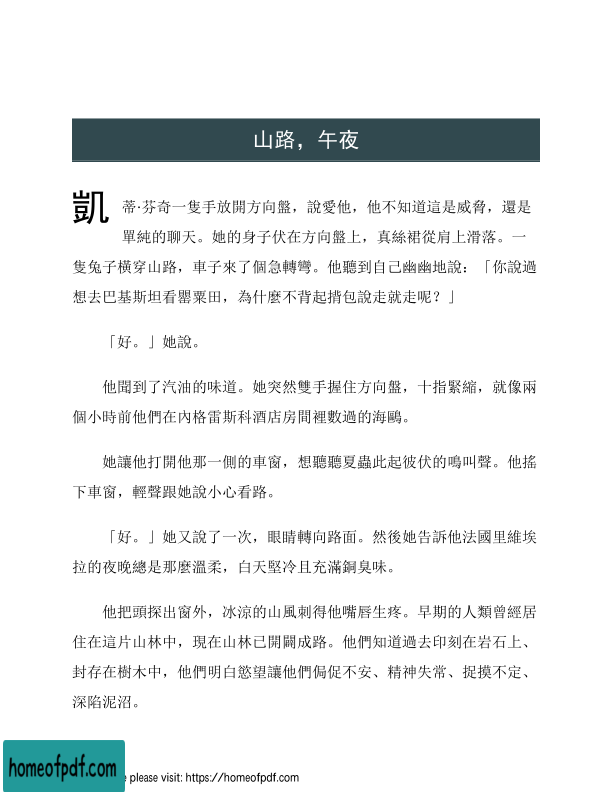 山路，午夜
凱
蒂·芬奇一隻手放開方向盤，說愛他，他不知道這是威脅，還是
單純的聊天。她的身子伏在方向盤上，真絲裙從肩上滑落。一
隻兔子橫穿山路，車子來了個急轉彎。他聽到自己幽幽地說：「你說過
想去巴基斯坦看罌粟田，為什麼不背起揹包說走就走呢？」
「好。」她說。
他聞到了汽油的味道。她突然雙手握住方向盤，十指緊縮，就像兩
個小時前他們在內格雷斯科酒店房間裡數過的海鷗。
她讓他打開他那一側的車窗，想聽聽夏蟲此起彼伏的鳴叫聲。他搖
下車窗，輕聲跟她說小心看路。
「好。」她又說了一次，眼睛轉向路面。然後她告訴他法國里維埃
拉的夜晚總是那麼溫柔，白天堅冷且充滿銅臭味。
他把頭探出窗外，冰涼的山風刺得他嘴唇生疼。早期的人類曾經居
住在這片山林中，現在山林已開闢成路。他們知道過去印刻在岩石上、
封存在樹木中，他們明白慾望讓他們侷促不安、精神失常、捉摸不定、
深陷泥沼。
homeofpdf.com
please visit: https://homeofpdf.com